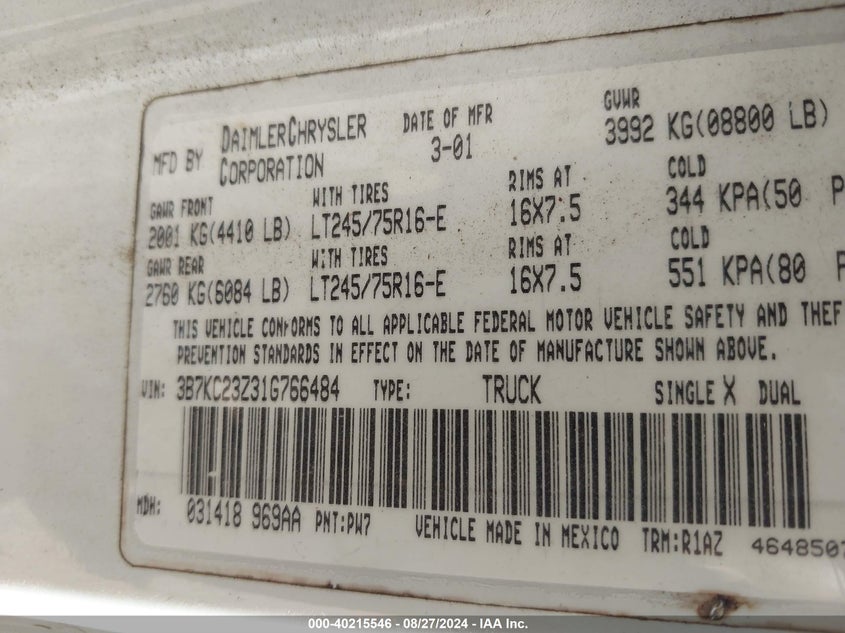 MFD BY DAIMLERCHRYSLER CORPORATION DATE OF MFR 3-01 GVWR 3992 KG(08800 LB)
GAWR FRONT WITH TIRES RIMS AT COLD
2001 KG(4410 LB) LT245/75R16-E 16X7.5 344 KPA(50 P
GAWR REAR WITH TIRES RIMS AT COLD
2760 KG(6084 LB) LT245/75R16-E 16X7.5 551 KPA(80 P
THIS VEHICLE CONFORMS TO ALL APPLICABLE FEDERAL MOTOR VEHICLE SAFETY AND THEF
PREVENTION STANDARDS IN EFFECT ON THE DATE OF MANUFACTURE SHOWN ABOVE.
VIN: 3B7KC23Z31G766484 TYPE: TRUCK SINGLE X DUAL
MDH: 031418 969AA PNT:PW7 VEHICLE MADE IN MEXICO TRM:R1AZ 4648507
000-40215546 - 08/27/2024 - IAA Inc.